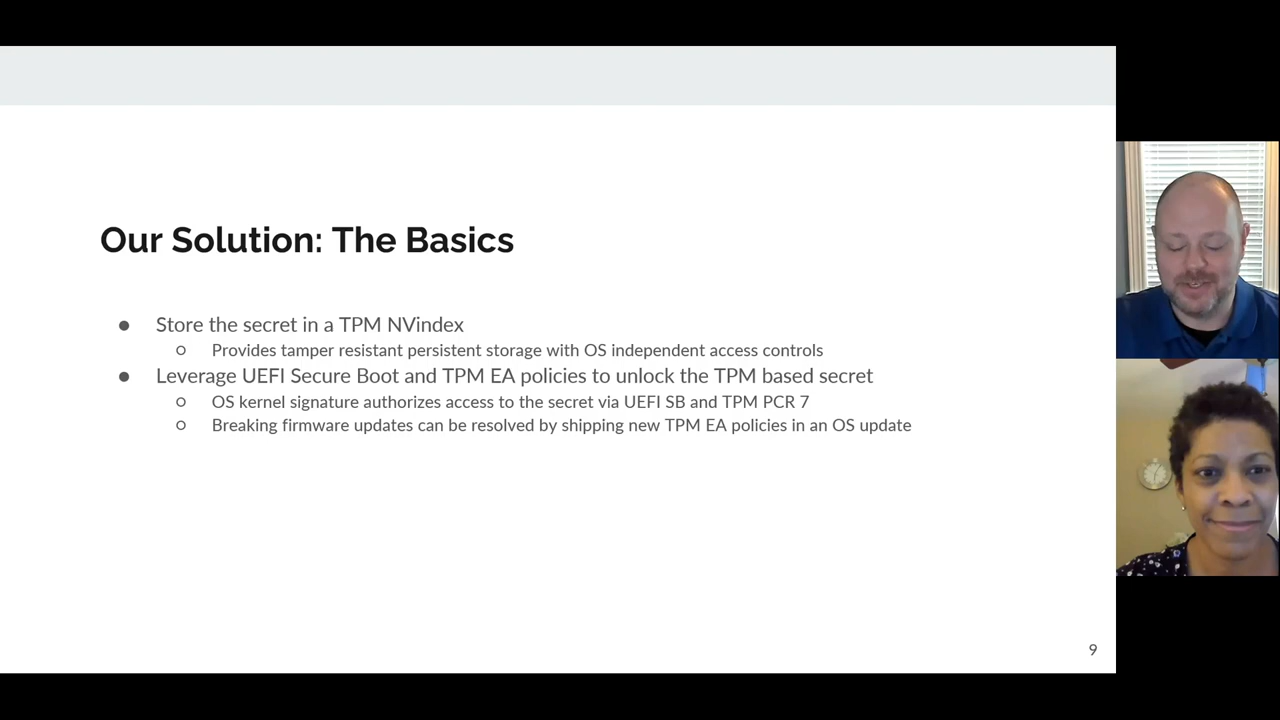 Our Solution: The Basics
● Store the secret in a TPM NVindex
○ Provides tamper resistant persistent storage with OS independent access controls
● Leverage UEFI Secure Boot and TPM EA policies to unlock the TPM based secret
○ OS kernel signature authorizes access to the secret via UEFI SB and TPM PCR 7
○ Breaking firmware updates can be resolved by shipping new TPM EA policies in an OS update
9